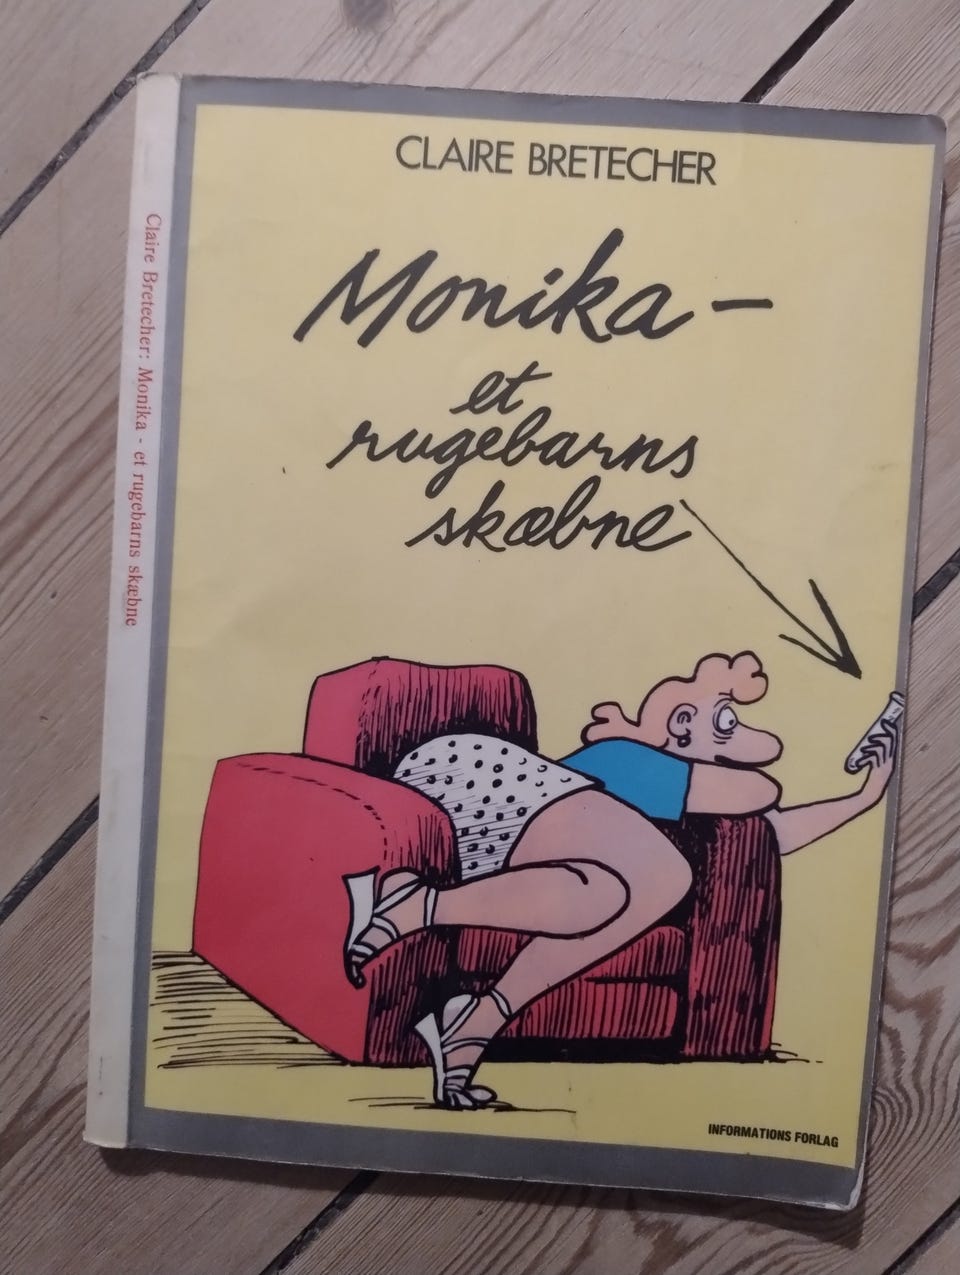 CLAIRE BRETECHER
Monika –
et
rugebarns
skæbne
INFORMATIONS FORLAG
Claire Bretecher: Monika - et rugebarns skæbne